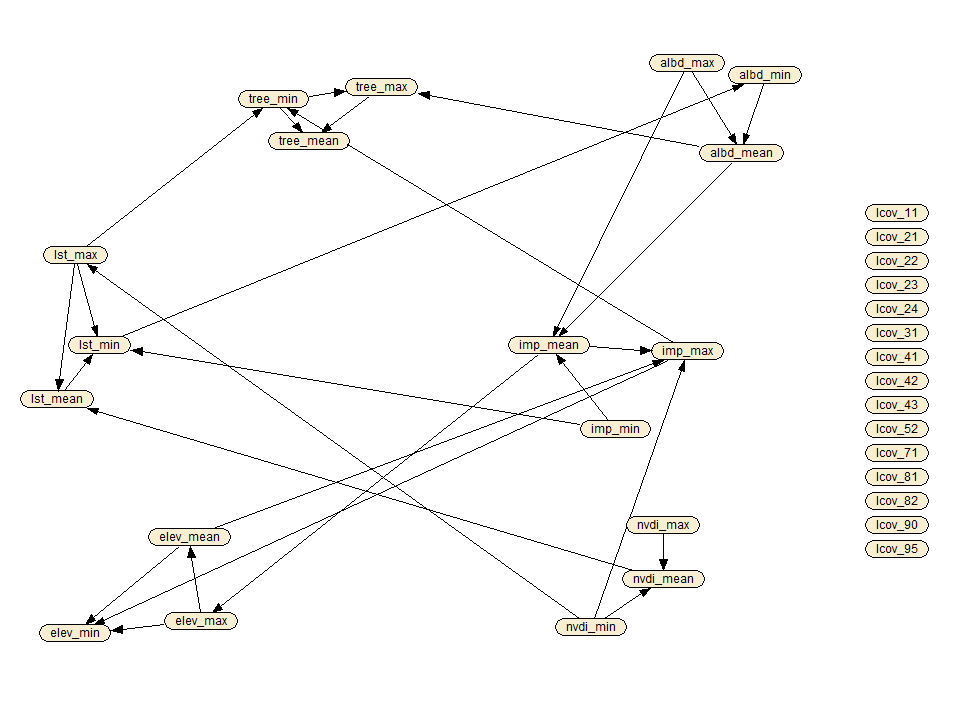 albd_max
albd_min
tree_max
tree_min
tree_mean
albd_mean
lcov_11
lcov_21
lst_max
lcov_22
lcov_23
lcov_24
lcov_31
lst_min
imp_mean
imp_max
lcov_41
lcov_42
lst_mean
lcov_43
imp_min
lcov_52
lcov_71
lcov_81
lcov_82
nvdi_max
lcov_90
elev_mean
lcov_95
nvdi_mean
elev_max
nvdi_min
elev_min